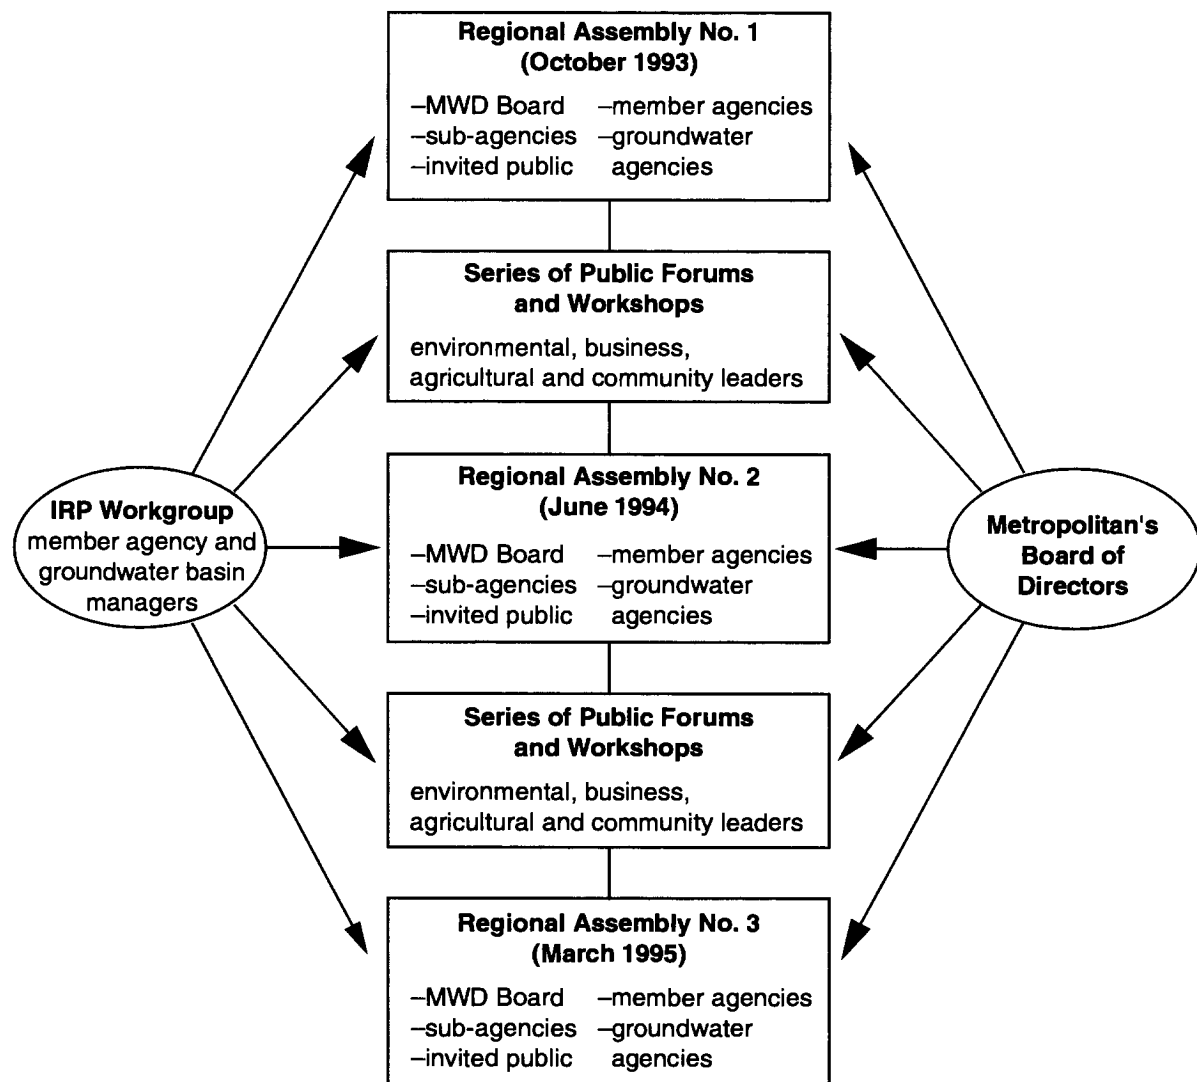 Regional Assembly No. 1
(October 1993)
–MWD Board –member agencies
–sub-agencies –groundwater
–invited public agencies
Series of Public Forums
and Workshops
environmental, business,
agricultural and community leaders
IRP Workgroup
member agency and
groundwater basin
managers
Regional Assembly No. 2
(June 1994)
–MWD Board –member agencies
–sub-agencies –groundwater
–invited public agencies
Metropolitan's
Board of
Directors
Series of Public Forums
and Workshops
environmental, business,
agricultural and community leaders
Regional Assembly No. 3
(March 1995)
–MWD Board –member agencies
–sub-agencies –groundwater
–invited public agencies